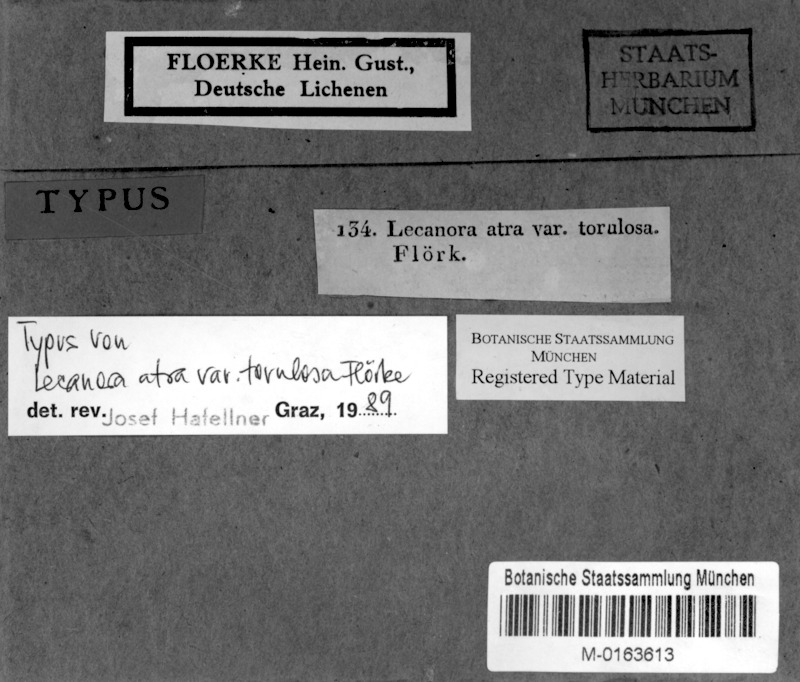 FLOERKE Hein. Gust.,
Deutsche Lichenen
STAATS-
HERBARIUM
MÜNCHEN
TYPUS
134. Lecanora atra var. torulosa.
Flörk.
Typus von
Lecanora atra var. torulosa Flörke
det. rev. Josef Hafellner Graz, 1989
BOTANISCHE STAATSSAMMLUNG
MÜNCHEN
Registered Type Material
Botanische Staatssammlung München
M-0163613